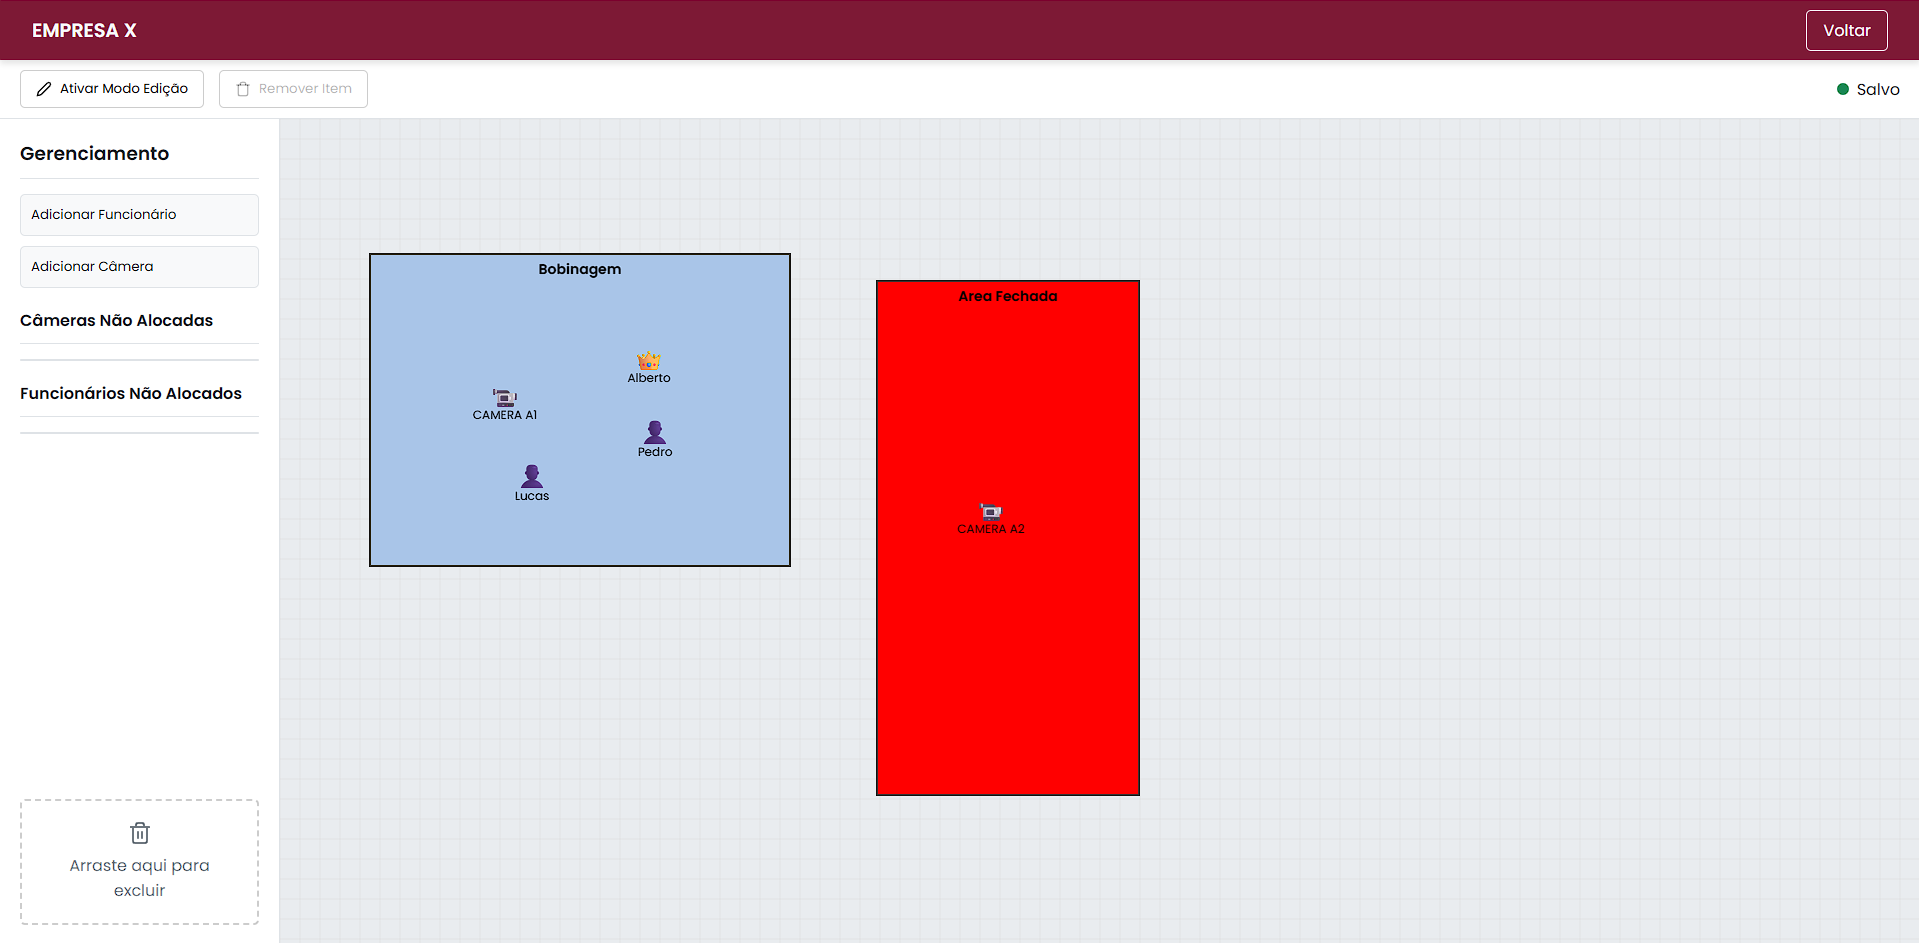 EMPRESA X
Voltar
Ativar Modo Edição
Remover Item
Salvo
Gerenciamento
Adicionar Funcionário
Adicionar Câmera
Câmeras Não Alocadas
Funcionários Não Alocados
Arraste aqui para
excluir
Bobinagem
Alberto
CAMERA A1
Pedro
Lucas
Area Fechada
CAMERA A2